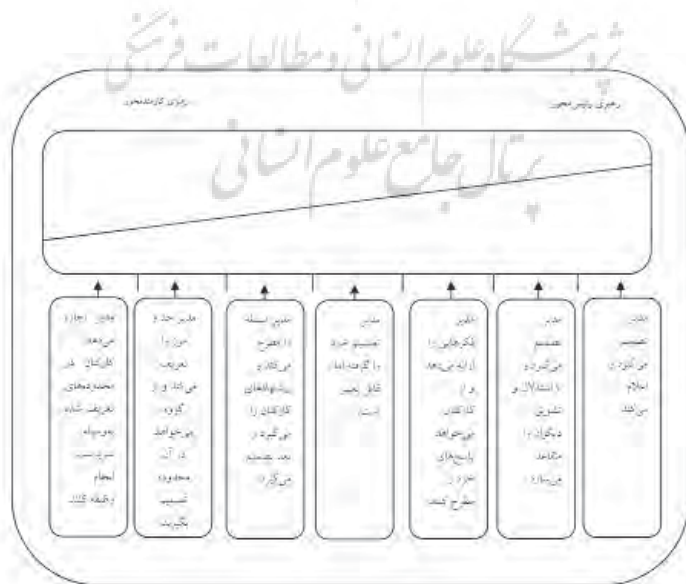 پژوهشگاه علوم انسانی و مطالعات فرهنگی
رهبری رئیس‌محور
رهبری کارمندمحور
پرتال جامع علوم انسانی
مدیر
تصمیم
می‌گیرد و
اعلام
می‌کند
مدیر
تصمیم
می‌گیرد و
با استدلال و
تشویق
دیگران را
متقاعد
می‌سازد
مدیر
فکرهایی را
ارایه می‌دهد
و از
کارکنان
می‌خواهد
پاسخ‌های
خود را
مطرح کنند
مدیر
تصمیم خود
را گرفته اما
قابل تغییر
است
مدیر مسئله
را مطرح
می‌کند و
پیشنهادهای
کارکنان را
می‌گیرد و
بعد تصمیم
می‌گیرد
مدیر حد و
مرز را
تعریف
می‌کند و از
گروه
می‌خواهد
در آن
محدوده
تصمیم
بگیرند
مدیر اجازه
می‌دهد
کارکنان در
محدوده‌های
تعریف شده
به‌وسیله
سرپرست
انجام
وظیفه کنند